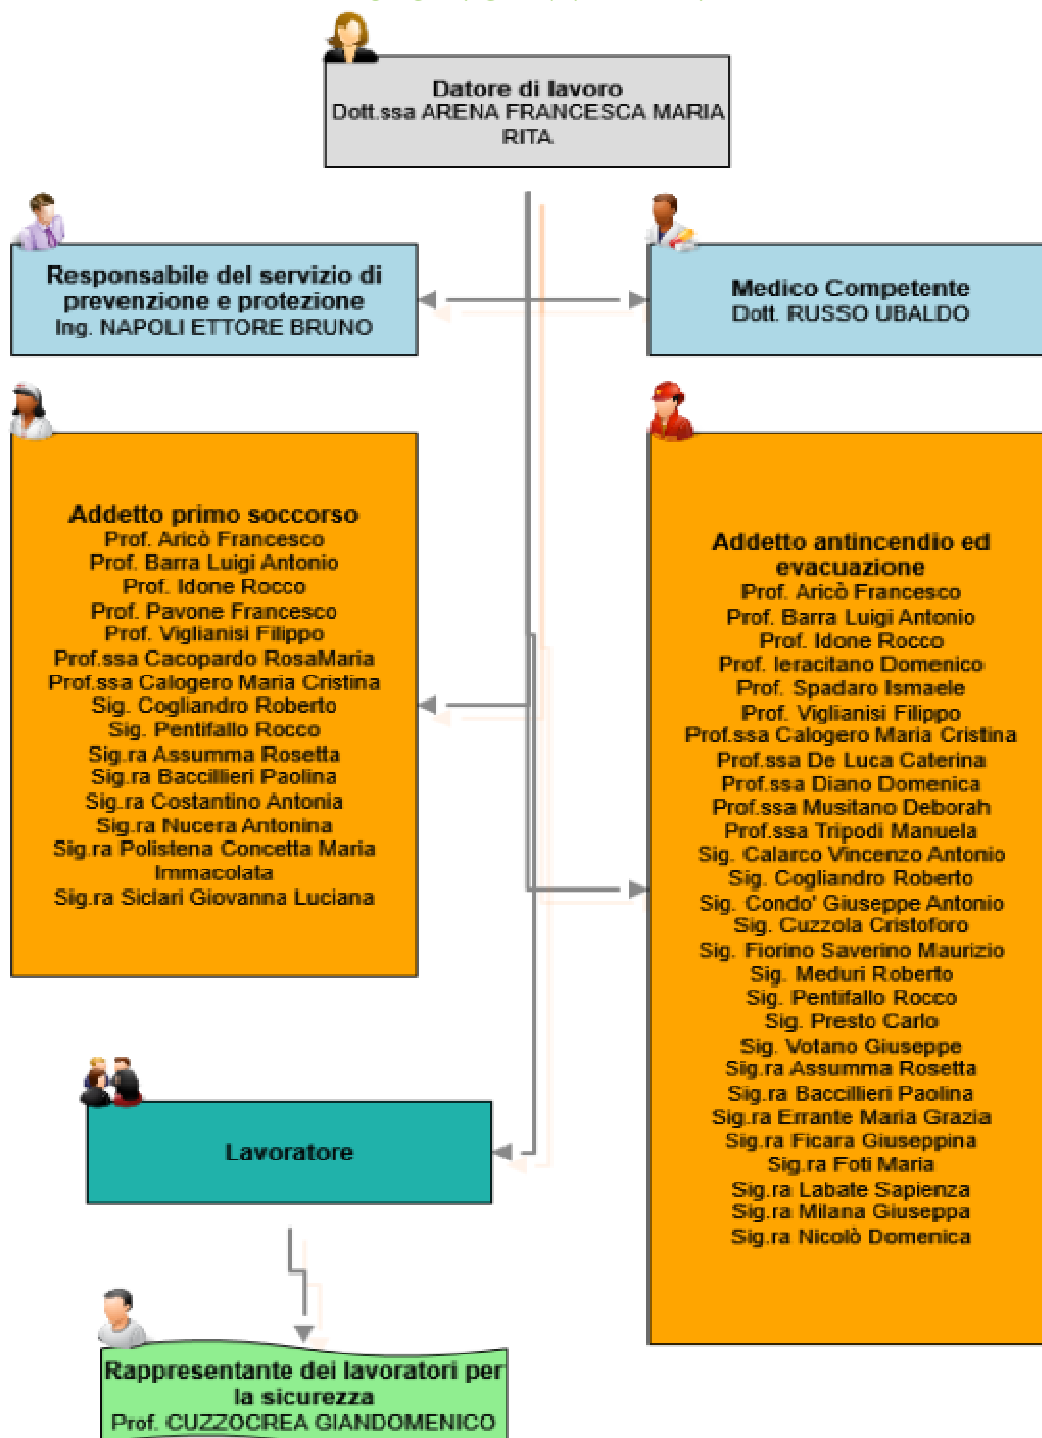 Datore di lavoro
Dott.ssa ARENA FRANCESCA MARIA
RITA
Responsabile del servizio di
prevenzione e protezione
Ing. NAPOLI ETTORE BRUNO
Medico Competente
Dott. RUSSO UBALDO
Addetto primo soccorso
Prof. Aricò Francesco
Prof. Barra Luigi Antonio
Prof. Idone Rocco
Prof. Pavone Francesco
Prof. Viglianisi Filippo
Prof.ssa Cacopardo RosaMaria
Prof.ssa Calogero Maria Cristina
Sig. Cogliandro Roberto
Sig. Pentifallo Rocco
Sig.ra Assumma Rosetta
Sig.ra Baccillieri Paolina
Sig.ra Costantino Antonia
Sig.ra Nucera Antonina
Sig.ra Polistena Concetta Maria
Immacolata
Sig.ra Siclari Giovanna Luciana
Addetto antincendio ed
evacuazione
Prof. Aricò Francesco
Prof. Barra Luigi Antonio
Prof. Idone Rocco
Prof. Ieracitano Domenico
Prof. Spadaro Ismaele
Prof. Viglianisi Filippo
Prof.ssa Calogero Maria Cristina
Prof.ssa De Luca Caterina
Prof.ssa Diano Domenica
Prof.ssa Musitano Deborah
Prof.ssa Tripodi Manuela
Sig. Calarco Vincenzo Antonio
Sig. Cogliandro Roberto
Sig. Condo' Giuseppe Antonio
Sig. Cuzzola Cristoforo
Sig. Fiorino Saverino Maurizio
Sig. Meduri Roberto
Sig. Pentifallo Rocco
Sig. Presto Carlo
Sig. Votano Giuseppe
Sig.ra Assumma Rosetta
Sig.ra Baccillieri Paolina
Sig.ra Errante Maria Grazia
Sig.ra Ficara Giuseppina
Sig.ra Foti Maria
Sig.ra Labate Sapienza
Sig.ra Milana Giuseppa
Sig.ra Nicolò Domenica
Lavoratore
Rappresentante dei lavoratori per
la sicurezza
Prof. CUZZOCREA GIANDOMENICO